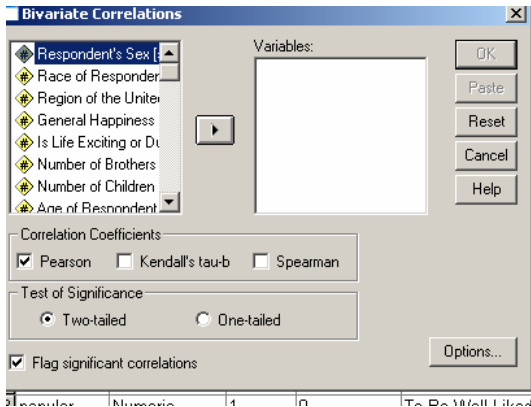 Bivariate Correlations
Respondent's Sex [
Race of Responder
Region of the Unite
General Happiness
Is Life Exciting or Du
Number of Brothers
Number of Children
Age of Respondent
Variables:
OK
Paste
Reset
Cancel
Help
Correlation Coefficients
Pearson Kendall's tau-b Spearman
Test of Significance
Two-tailed One-tailed
Flag significant correlations
Options...
popular Numeric 1 0 To Be Well Liked